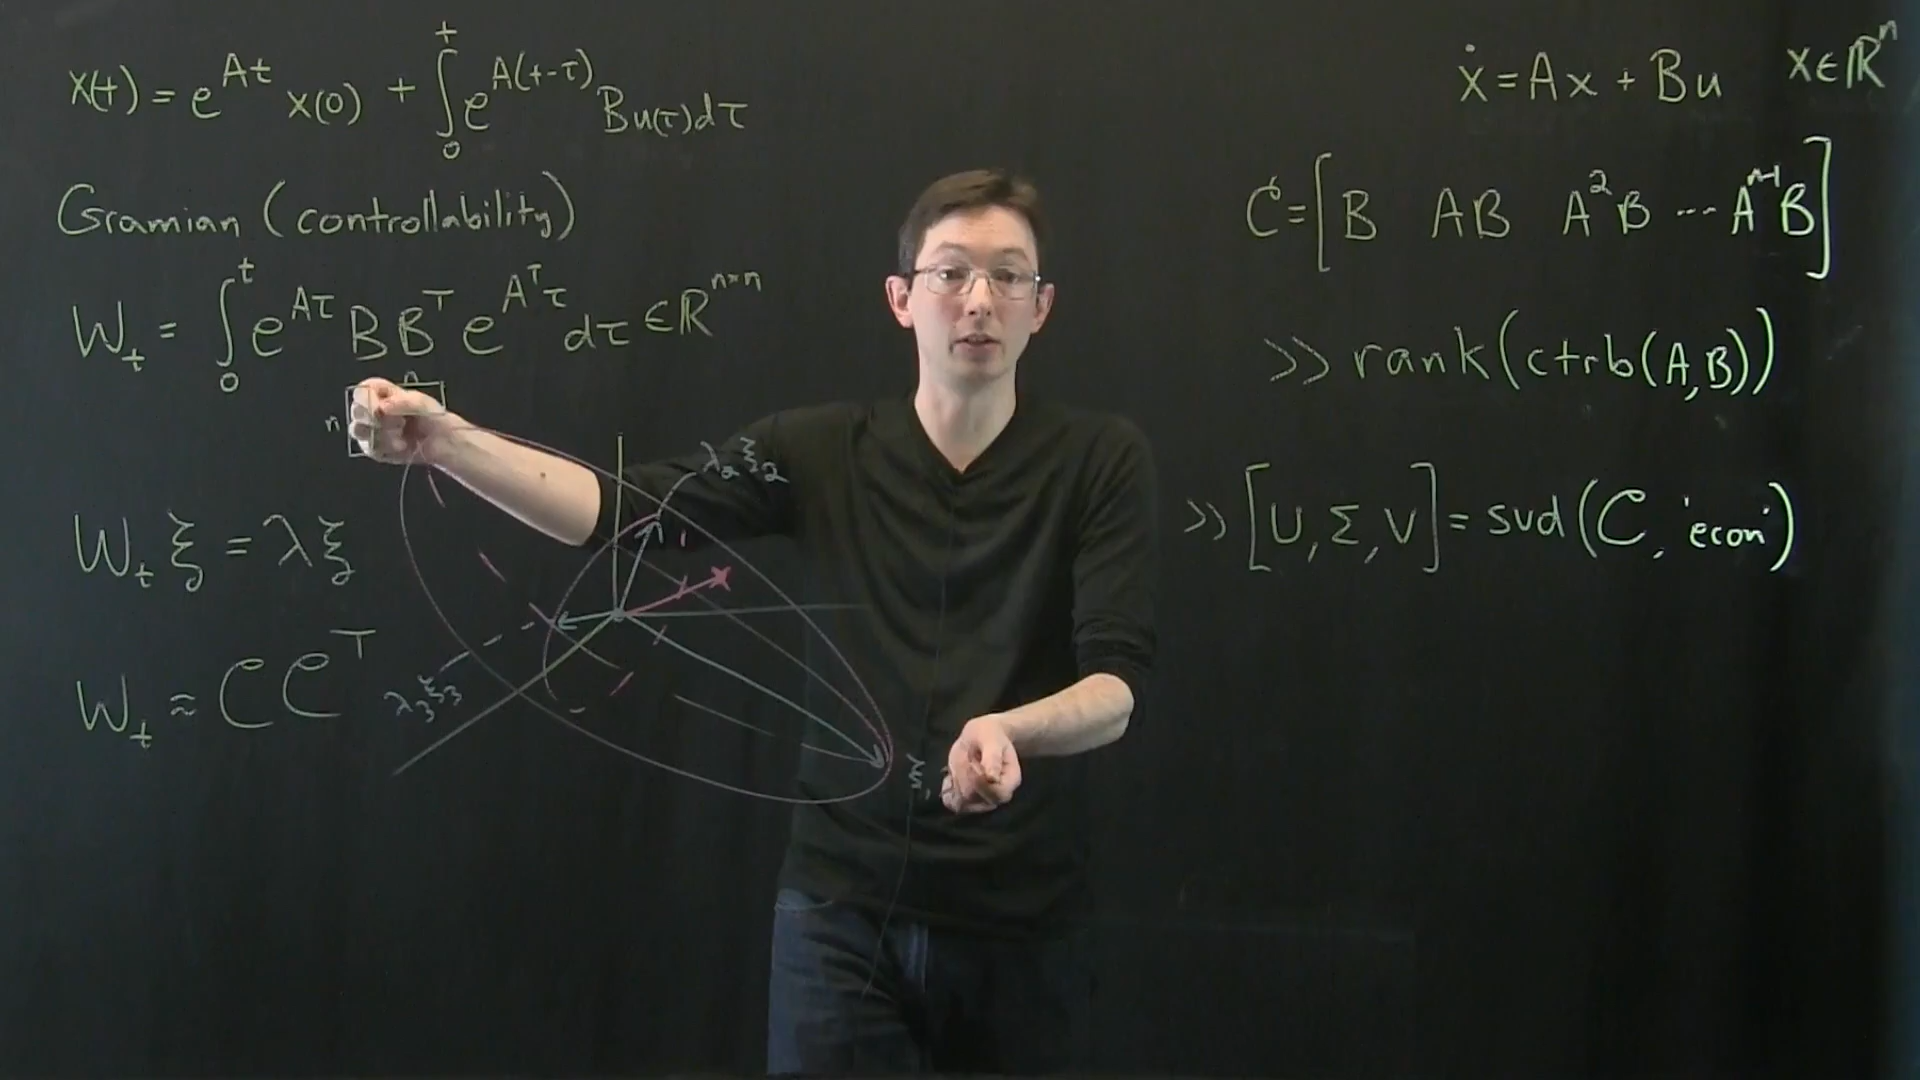 x(t) = e^{At} x(0) + ∫_0^t e^{A(t-τ)} Bu(τ)dτ
Gramian (controllability)
W_t = ∫_0^t e^{Aτ} B B^T e^{A^Tτ} dτ ∈ ℝ^{n×n}
n
n
W_t ξ = λξ
W_t ≈ C C^T
λ_2 ξ_2
λ_3 ξ_3
ξ_1
ẋ = Ax + Bu x∈ℝ^n
C = [B AB A^2B ··· A^{n-1}B]
>> rank(ctrb(A,B))
>> [U,Σ,V] = svd(C, 'econ')